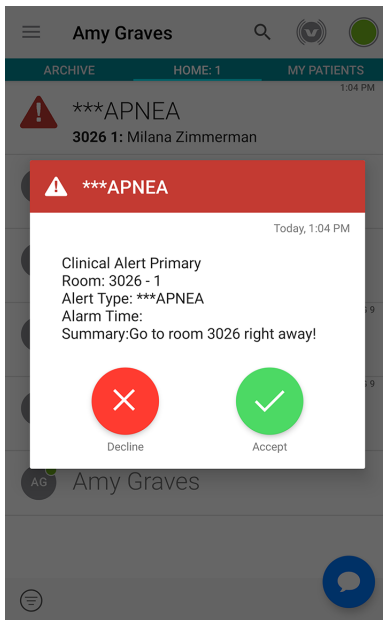 Amy Graves
ARCHIVE
HOME: 1
MY PATIENTS
1:04 PM
***APNEA
3026 1: Milana Zimmerman
***APNEA
Today, 1:04 PM
Clinical Alert Primary
Room: 3026 - 1
Alert Type: ***APNEA
Alarm Time:
Summary:Go to room 3026 right away!
Decline
Accept
AG
Amy Graves